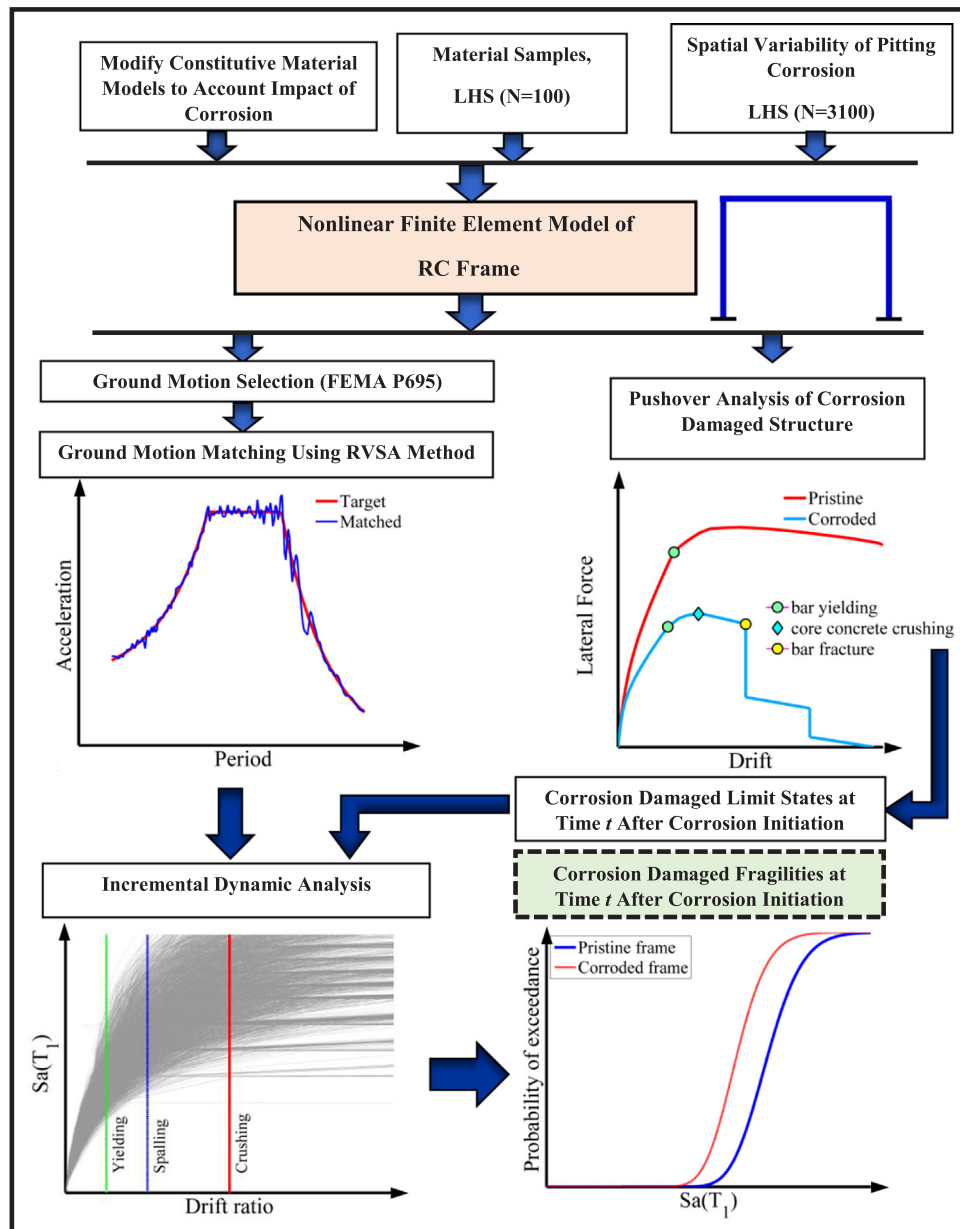 Modify Constitutive Material
Models to Account Impact of
Corrosion
Material Samples,
LHS (N=100)
Spatial Variability of Pitting
Corrosion
LHS (N=3100)
Nonlinear Finite Element Model of
RC Frame
Ground Motion Selection (FEMA P695)
Ground Motion Matching Using RVSA Method
Target
Matched
Acceleration
Period
Pushover Analysis of Corrosion
Damaged Structure
Pristine
Corroded
bar yielding
core concrete crushing
bar fracture
Lateral Force
Drift
Corrosion Damaged Limit States at
Time t After Corrosion Initiation
Incremental Dynamic Analysis
Sa(T1)
Yielding
Spalling
Crushing
Drift ratio
Corrosion Damaged Fragilities at
Time t After Corrosion Initiation
Pristine frame
Corroded frame
Probability of exceedance
Sa(T1)